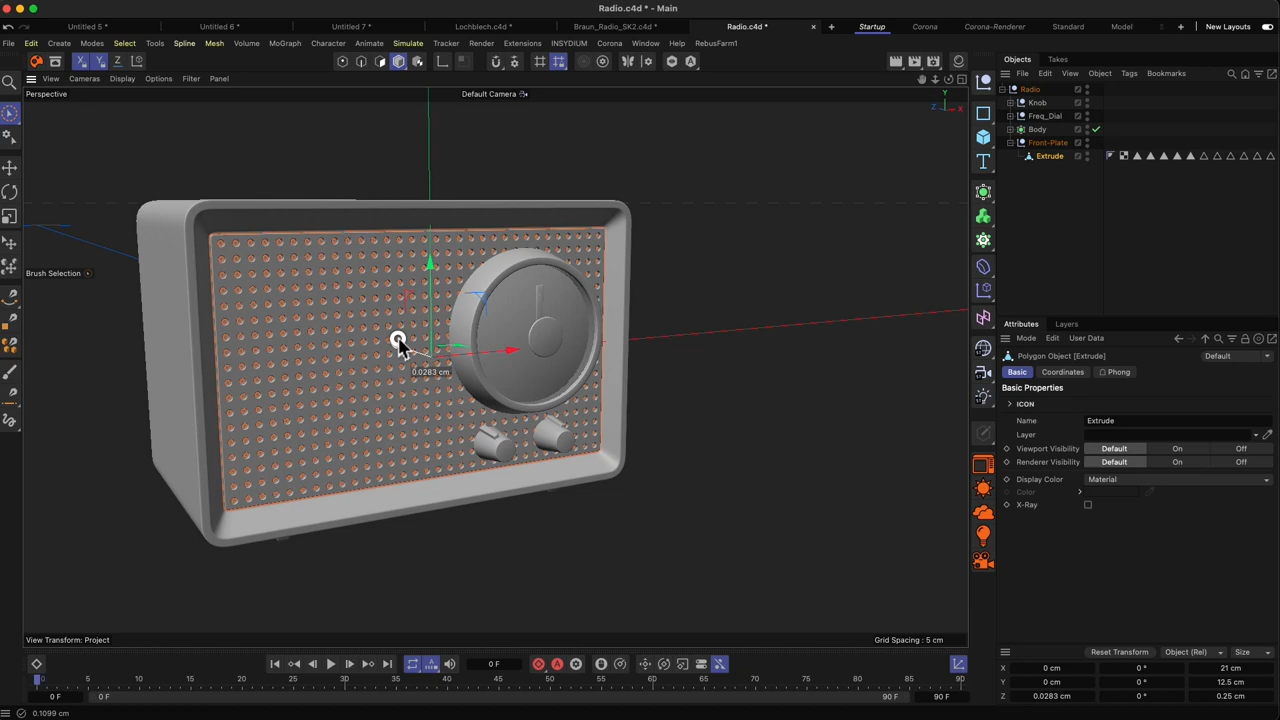 Radio.c4d * - Main
Untitled 5 * Untitled 6 * Untitled 7 * Lochblech.c4d * Braun_Radio_SK2.c4d * Radio.c4d * Startup Corona Corona-Renderer Standard Model New Layouts
File Edit Create Modes Select Tools Spline Mesh Volume MoGraph Character Animate Simulate Tracker Render Extensions INSYDIUM Corona Window Help RebusFarm1
X Y Z
Objects Takes
View Cameras Display Options Filter Panel
File Edit View Object Tags Bookmarks
Perspective
Default Camera
Y
Z X
Radio
Knob
Freq_Dial
Body
Front-Plate
Extrude
Brush Selection
0.0283 cm
Attributes Layers
Mode Edit User Data
Polygon Object [Extrude] Default
Basic Coordinates Phong
Basic Properties
ICON
Name Extrude
Layer
Viewport Visibility Default On Off
Renderer Visibility Default On Off
Display Color Material
Color
X-Ray
View Transform: Project
Grid Spacing : 5 cm
Reset Transform Object (Rel) Size
0 F
X 0 cm 0 ° 21 cm
Y 0 cm 0 ° 12.5 cm
Z 0.0283 cm 0 ° 0.25 cm
0 5 10 15 20 25 30 35 40 45 50 55 60 65 70 75 80 85 90
0 F 0 F 90 F 90 F
0.1099 cm